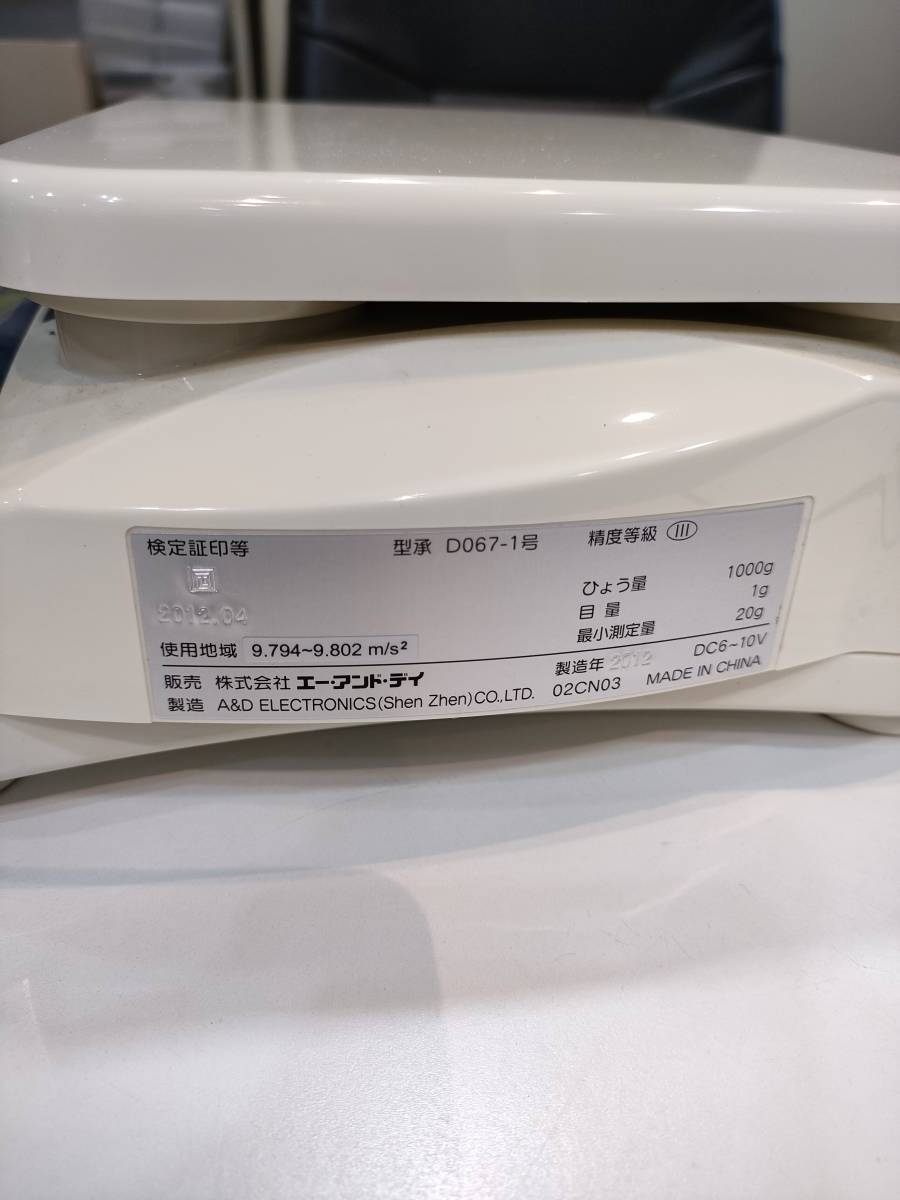 検定証印等
型承 D067-1号
精度等級 III
2012.04
ひょう量 1000g
目量 1g
最小測定量 20g
使用地域 9.794~9.802 m/s²
DC6~10V
販売 株式会社 エー・アンド・デイ
製造年 2012
製造 A&D ELECTRONICS(Shen Zhen)CO.,LTD. 02CN03 MADE IN CHINA